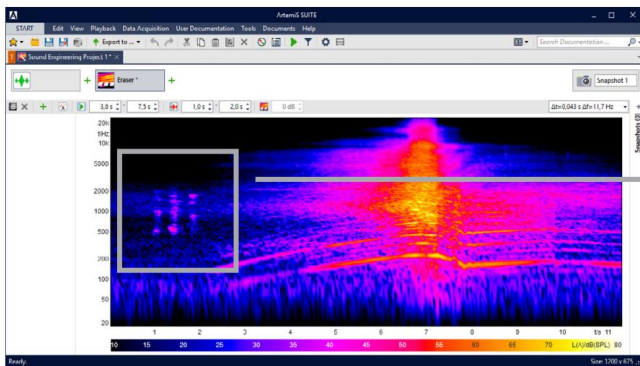 ArtemiS SUITE
START Edit View Playback Data Acquisition User Documentation Tools Documents Help
Export to ... Search Documentation ...
1 Sound Engineering Project 1 *
+ Eraser * + Snapshot 1
3,8 s 7,5 s 1,0 s 2,0 s 0 dB Δt=0,043 s Δf=11,7 Hz
Snapshots (0)
20k
f/Hz
10k
5000
2000
1000
500
200
100
50
20
1 2 3 4 5 6 7 8 9 10 t/s 11
10 15 20 25 30 35 40 45 50 55 60 65 70 L(A)/dB(SPL) 80
Ready. Size: 1200 x 675